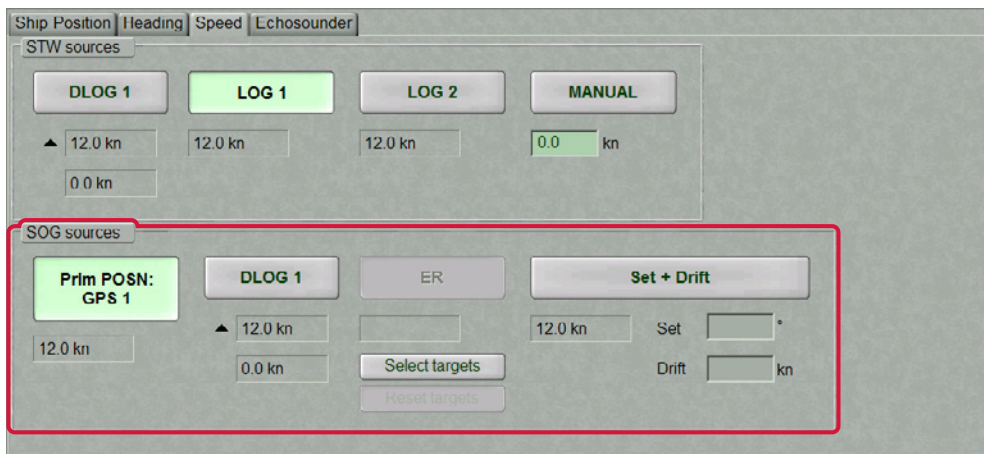 Ship Position Heading Speed Echosounder
STW sources
DLOG 1 LOG 1 LOG 2 MANUAL
12.0 kn 12.0 kn 12.0 kn 0.0 kn
0.0 kn
SOG sources
Prim POSN:
GPS 1
DLOG 1 ER Set + Drift
12.0 kn 12.0 kn 12.0 kn Set °
0.0 kn Select targets Drift kn
Reset targets